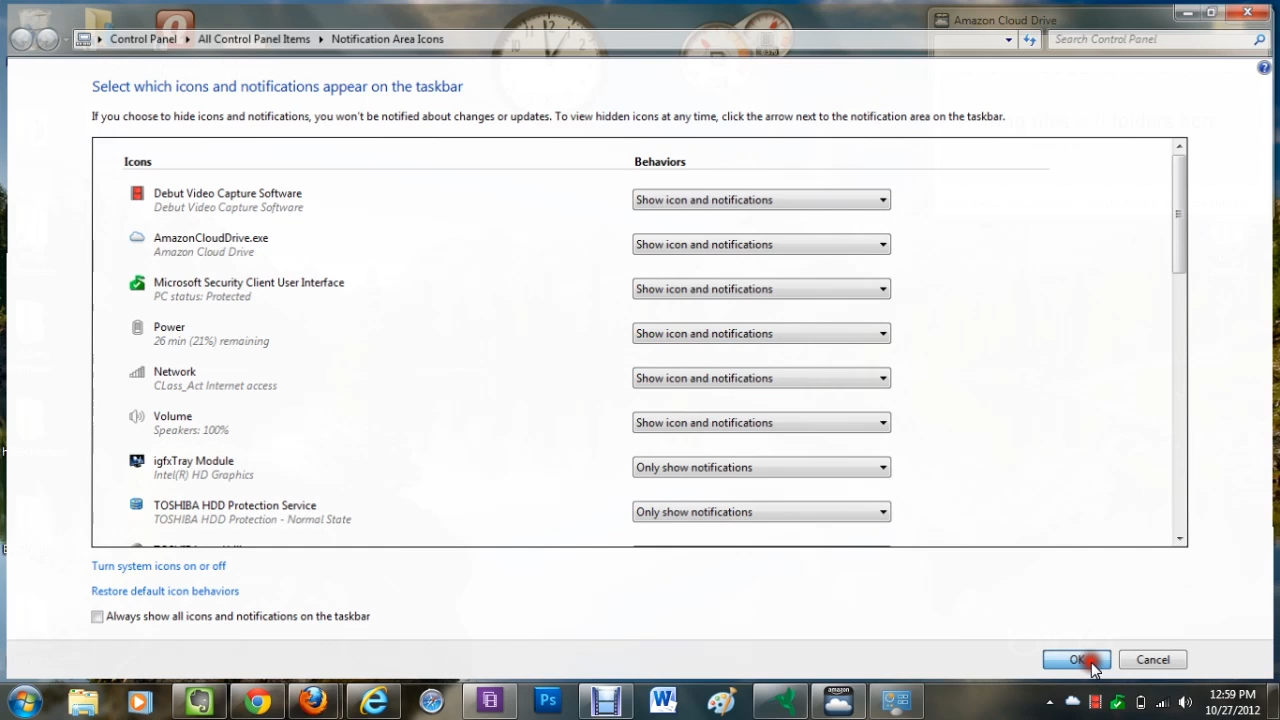 Amazon Cloud Drive
Control Panel All Control Panel Items Notification Area Icons
Search Control Panel
Select which icons and notifications appear on the taskbar
If you choose to hide icons and notifications, you won't be notified about changes or updates. To view hidden icons at any time, click the arrow next to the notification area on the taskbar.
Icons Behaviors
Debut Video Capture Software Show icon and notifications
Debut Video Capture Software
AmazonCloudDrive.exe Show icon and notifications
Amazon Cloud Drive
Microsoft Security Client User Interface Show icon and notifications
PC status: Protected
Power Show icon and notifications
26 min (21%) remaining
Network Show icon and notifications
CLass_Act Internet access
Volume Show icon and notifications
Speakers: 100%
igfxTray Module Only show notifications
Intel(R) HD Graphics
TOSHIBA HDD Protection Service Only show notifications
TOSHIBA HDD Protection - Normal State
Turn system icons on or off
Restore default icon behaviors
Always show all icons and notifications on the taskbar
OK Cancel
Ps W amazon
12:59 PM
10/27/2012